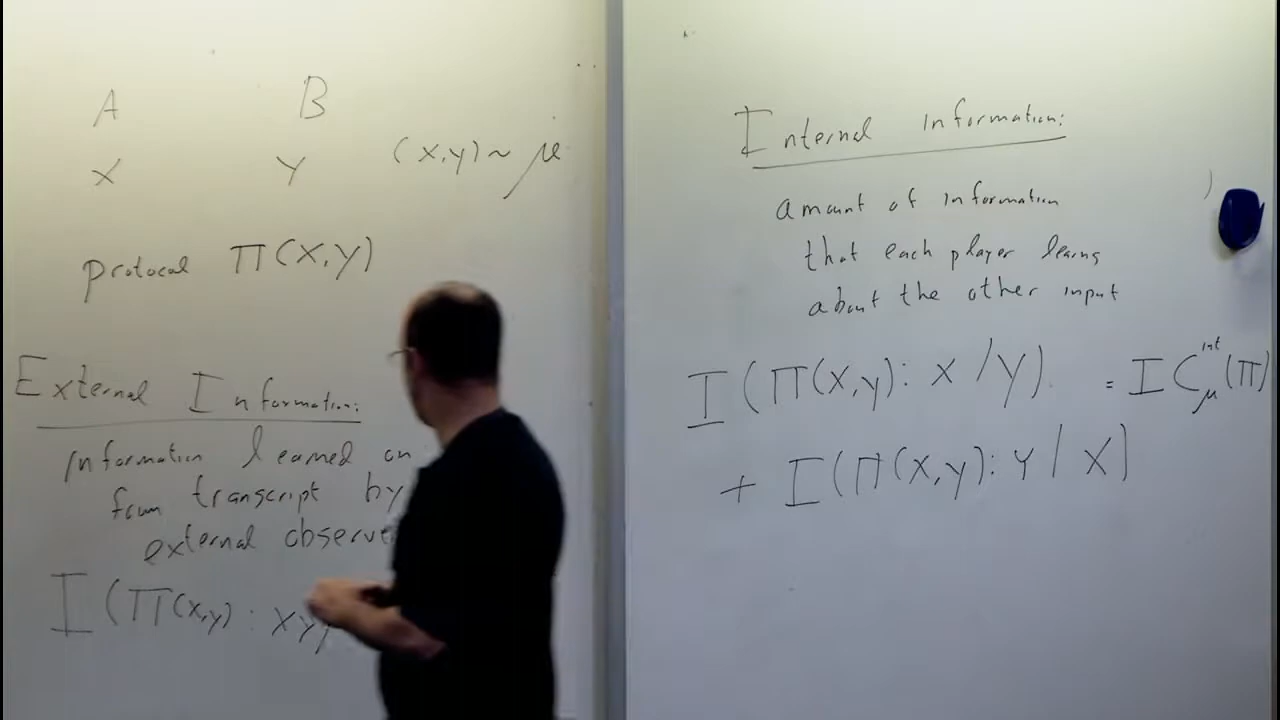 A B
X Y (X,Y) ~ μ
protocol Π(X,Y)
External Information:
Information learned on
from transcript by
external observ
I (Π(X,Y) : XY)
Internal information:
amount of information
that each player learns
about the other input
I (Π(X,Y) : X / Y) = IC^int_μ (Π)
+ I (Π(X,Y) : Y | X)